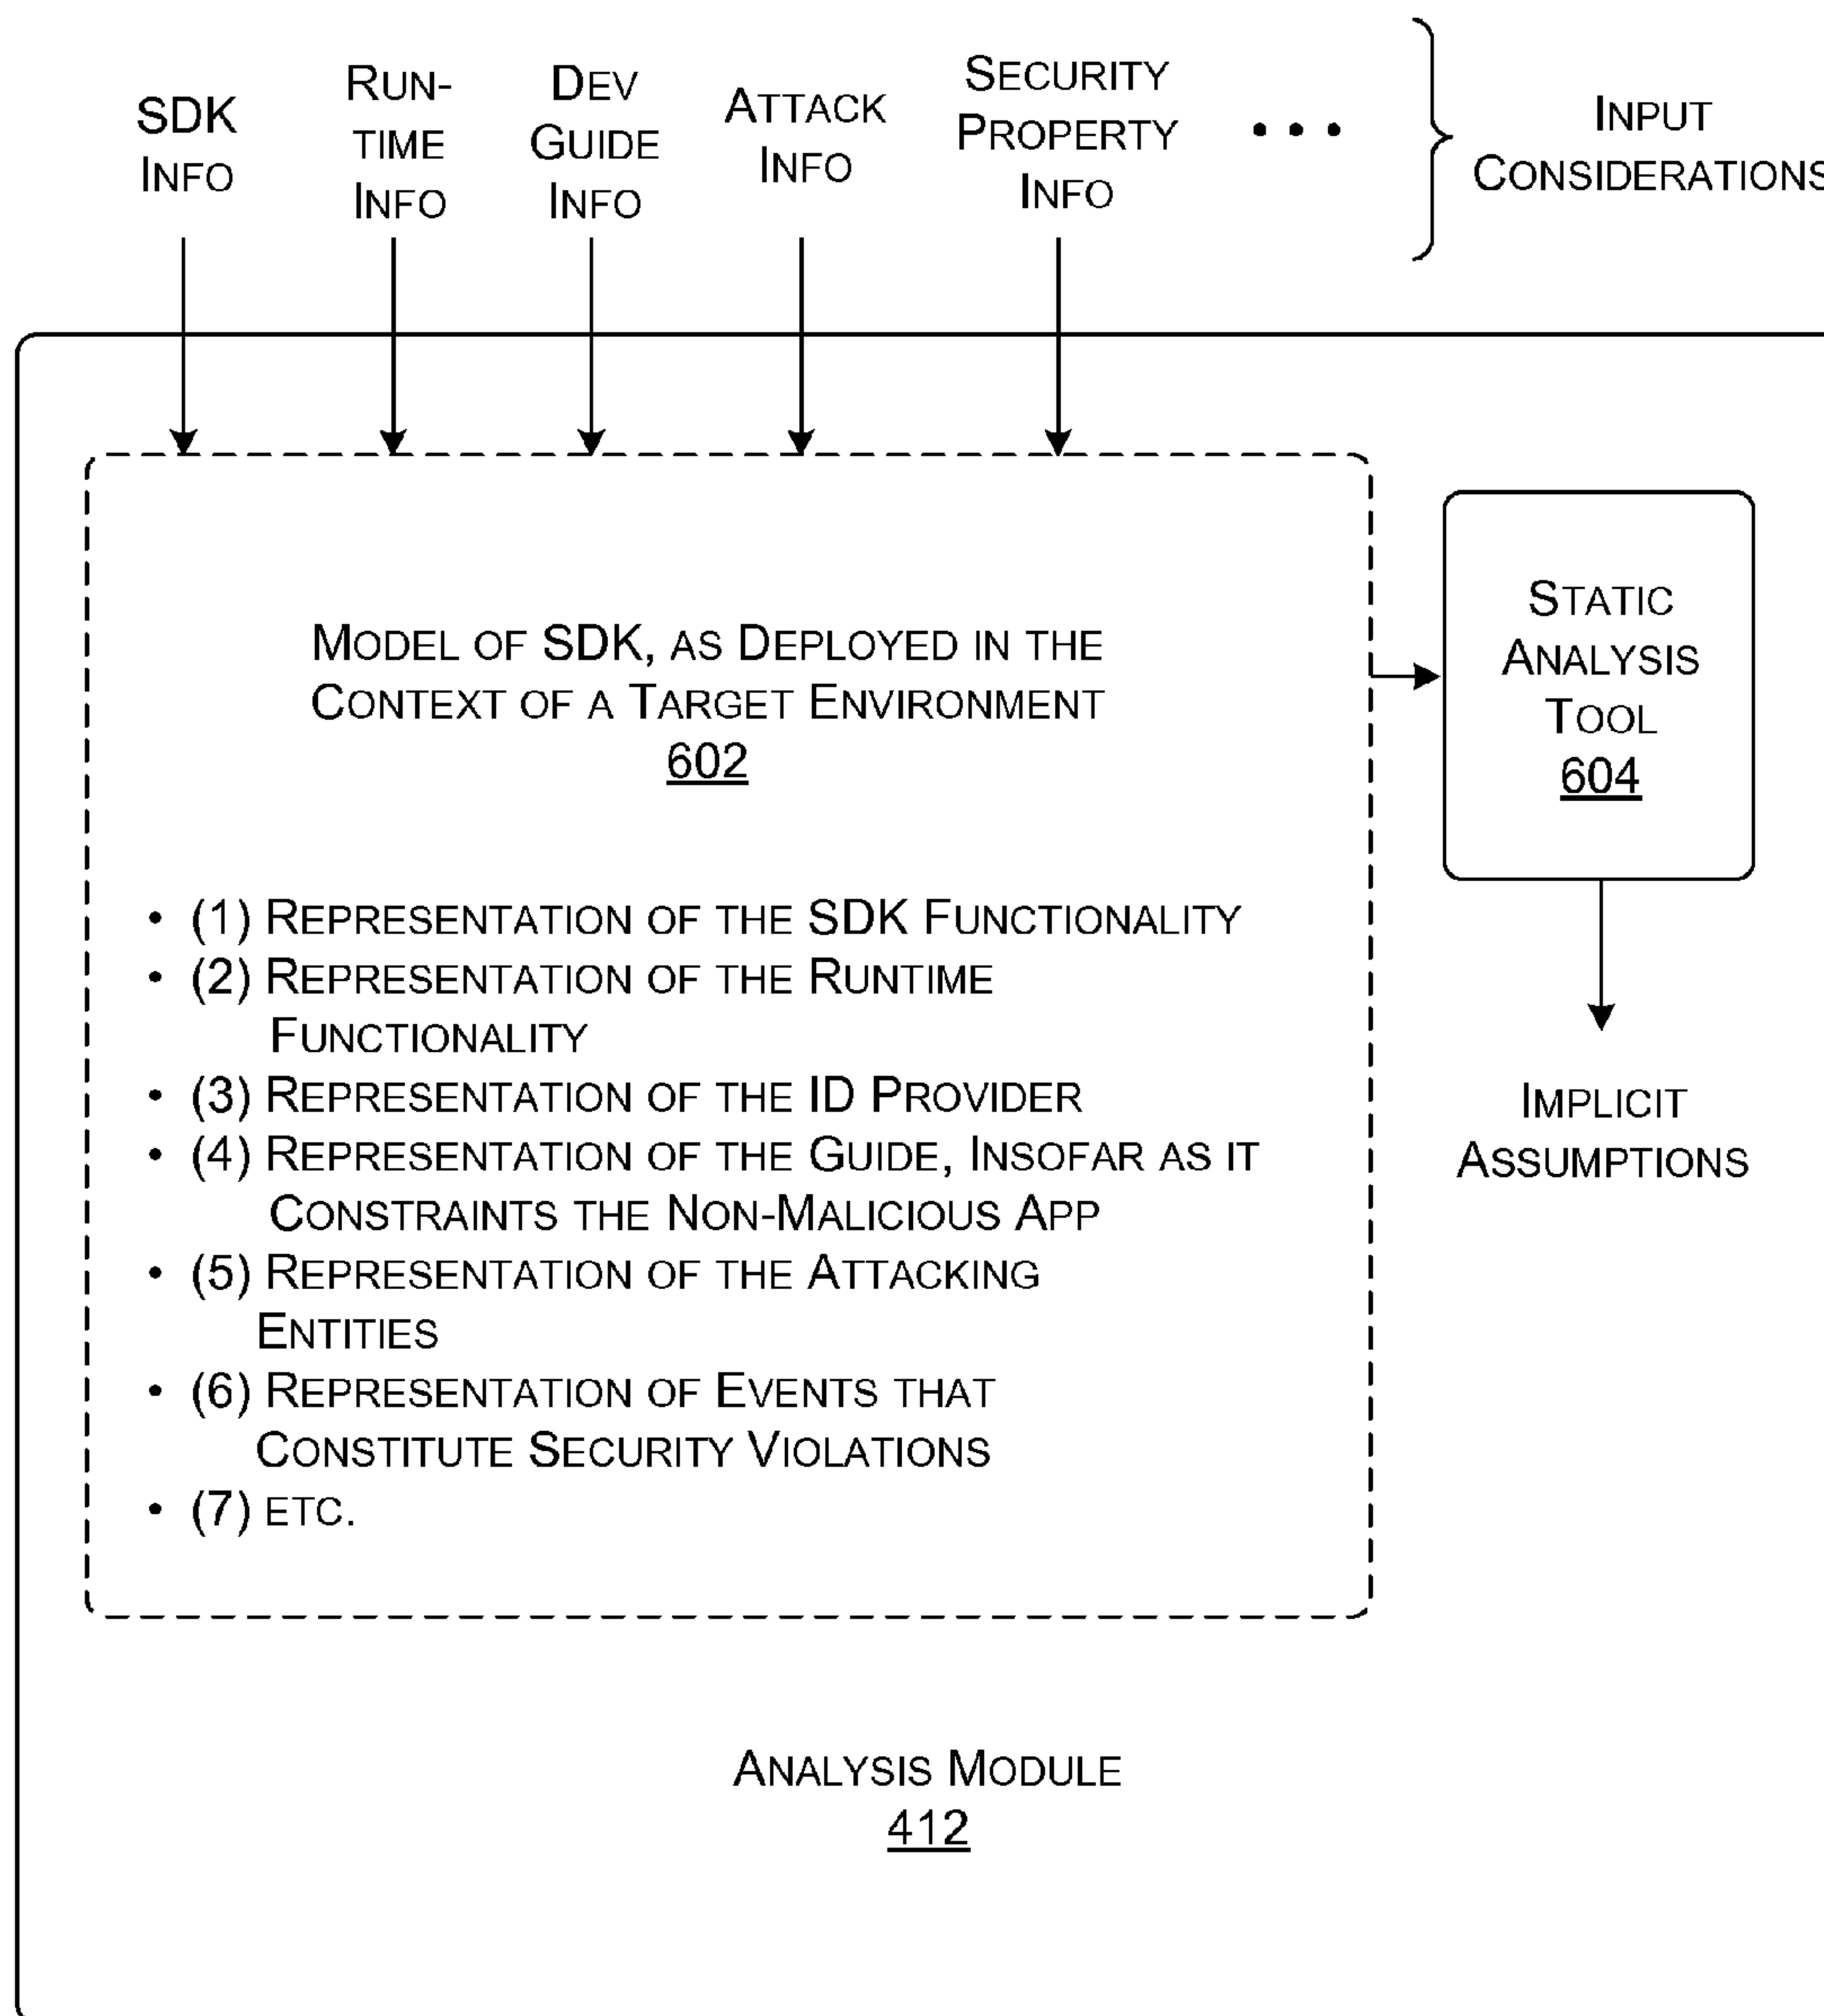 SDK
INFO
RUN-
TIME
INFO
DEV
GUIDE
INFO
ATTACK
INFO
SECURITY
PROPERTY
INFO
• • •
INPUT
CONSIDERATIONS
MODEL OF SDK, AS DEPLOYED IN THE
CONTEXT OF A TARGET ENVIRONMENT
602
• (1) REPRESENTATION OF THE SDK FUNCTIONALITY
• (2) REPRESENTATION OF THE RUNTIME
FUNCTIONALITY
• (3) REPRESENTATION OF THE ID PROVIDER
• (4) REPRESENTATION OF THE GUIDE, INSOFAR AS IT
CONSTRAINTS THE NON-MALICIOUS APP
• (5) REPRESENTATION OF THE ATTACKING
ENTITIES
• (6) REPRESENTATION OF EVENTS THAT
CONSTITUTE SECURITY VIOLATIONS
• (7) ETC.
STATIC
ANALYSIS
TOOL
604
IMPLICIT
ASSUMPTIONS
ANALYSIS MODULE
412